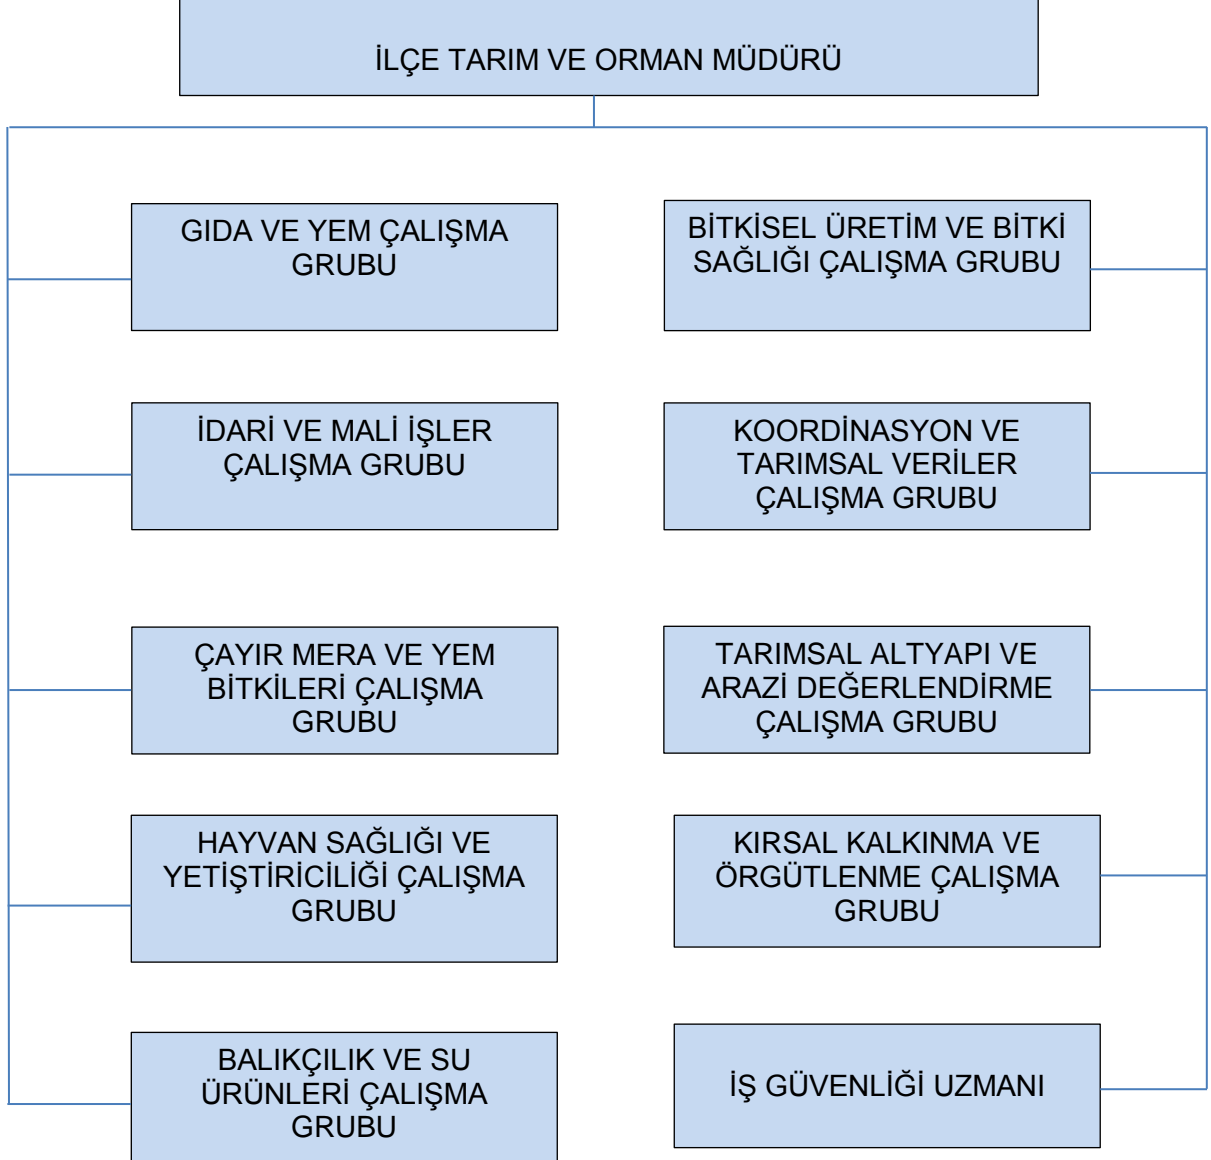 İLÇE TARIM VE ORMAN MÜDÜRÜ
GIDA VE YEM ÇALIŞMA
GRUBU
BİTKİSEL ÜRETİM VE BİTKİ
SAĞLIĞI ÇALIŞMA GRUBU
İDARİ VE MALİ İŞLER
ÇALIŞMA GRUBU
KOORDİNASYON VE
TARIMSAL VERİLER
ÇALIŞMA GRUBU
ÇAYIR MERA VE YEM
BİTKİLERİ ÇALIŞMA
GRUBU
TARIMSAL ALTYAPI VE
ARAZİ DEĞERLENDİRME
ÇALIŞMA GRUBU
HAYVAN SAĞLIĞI VE
YETİŞTİRİCİLİĞİ ÇALIŞMA
GRUBU
KIRSAL KALKINMA VE
ÖRGÜTLENME ÇALIŞMA
GRUBU
BALIKÇILIK VE SU
ÜRÜNLERİ ÇALIŞMA
GRUBU
İŞ GÜVENLİĞİ UZMANI